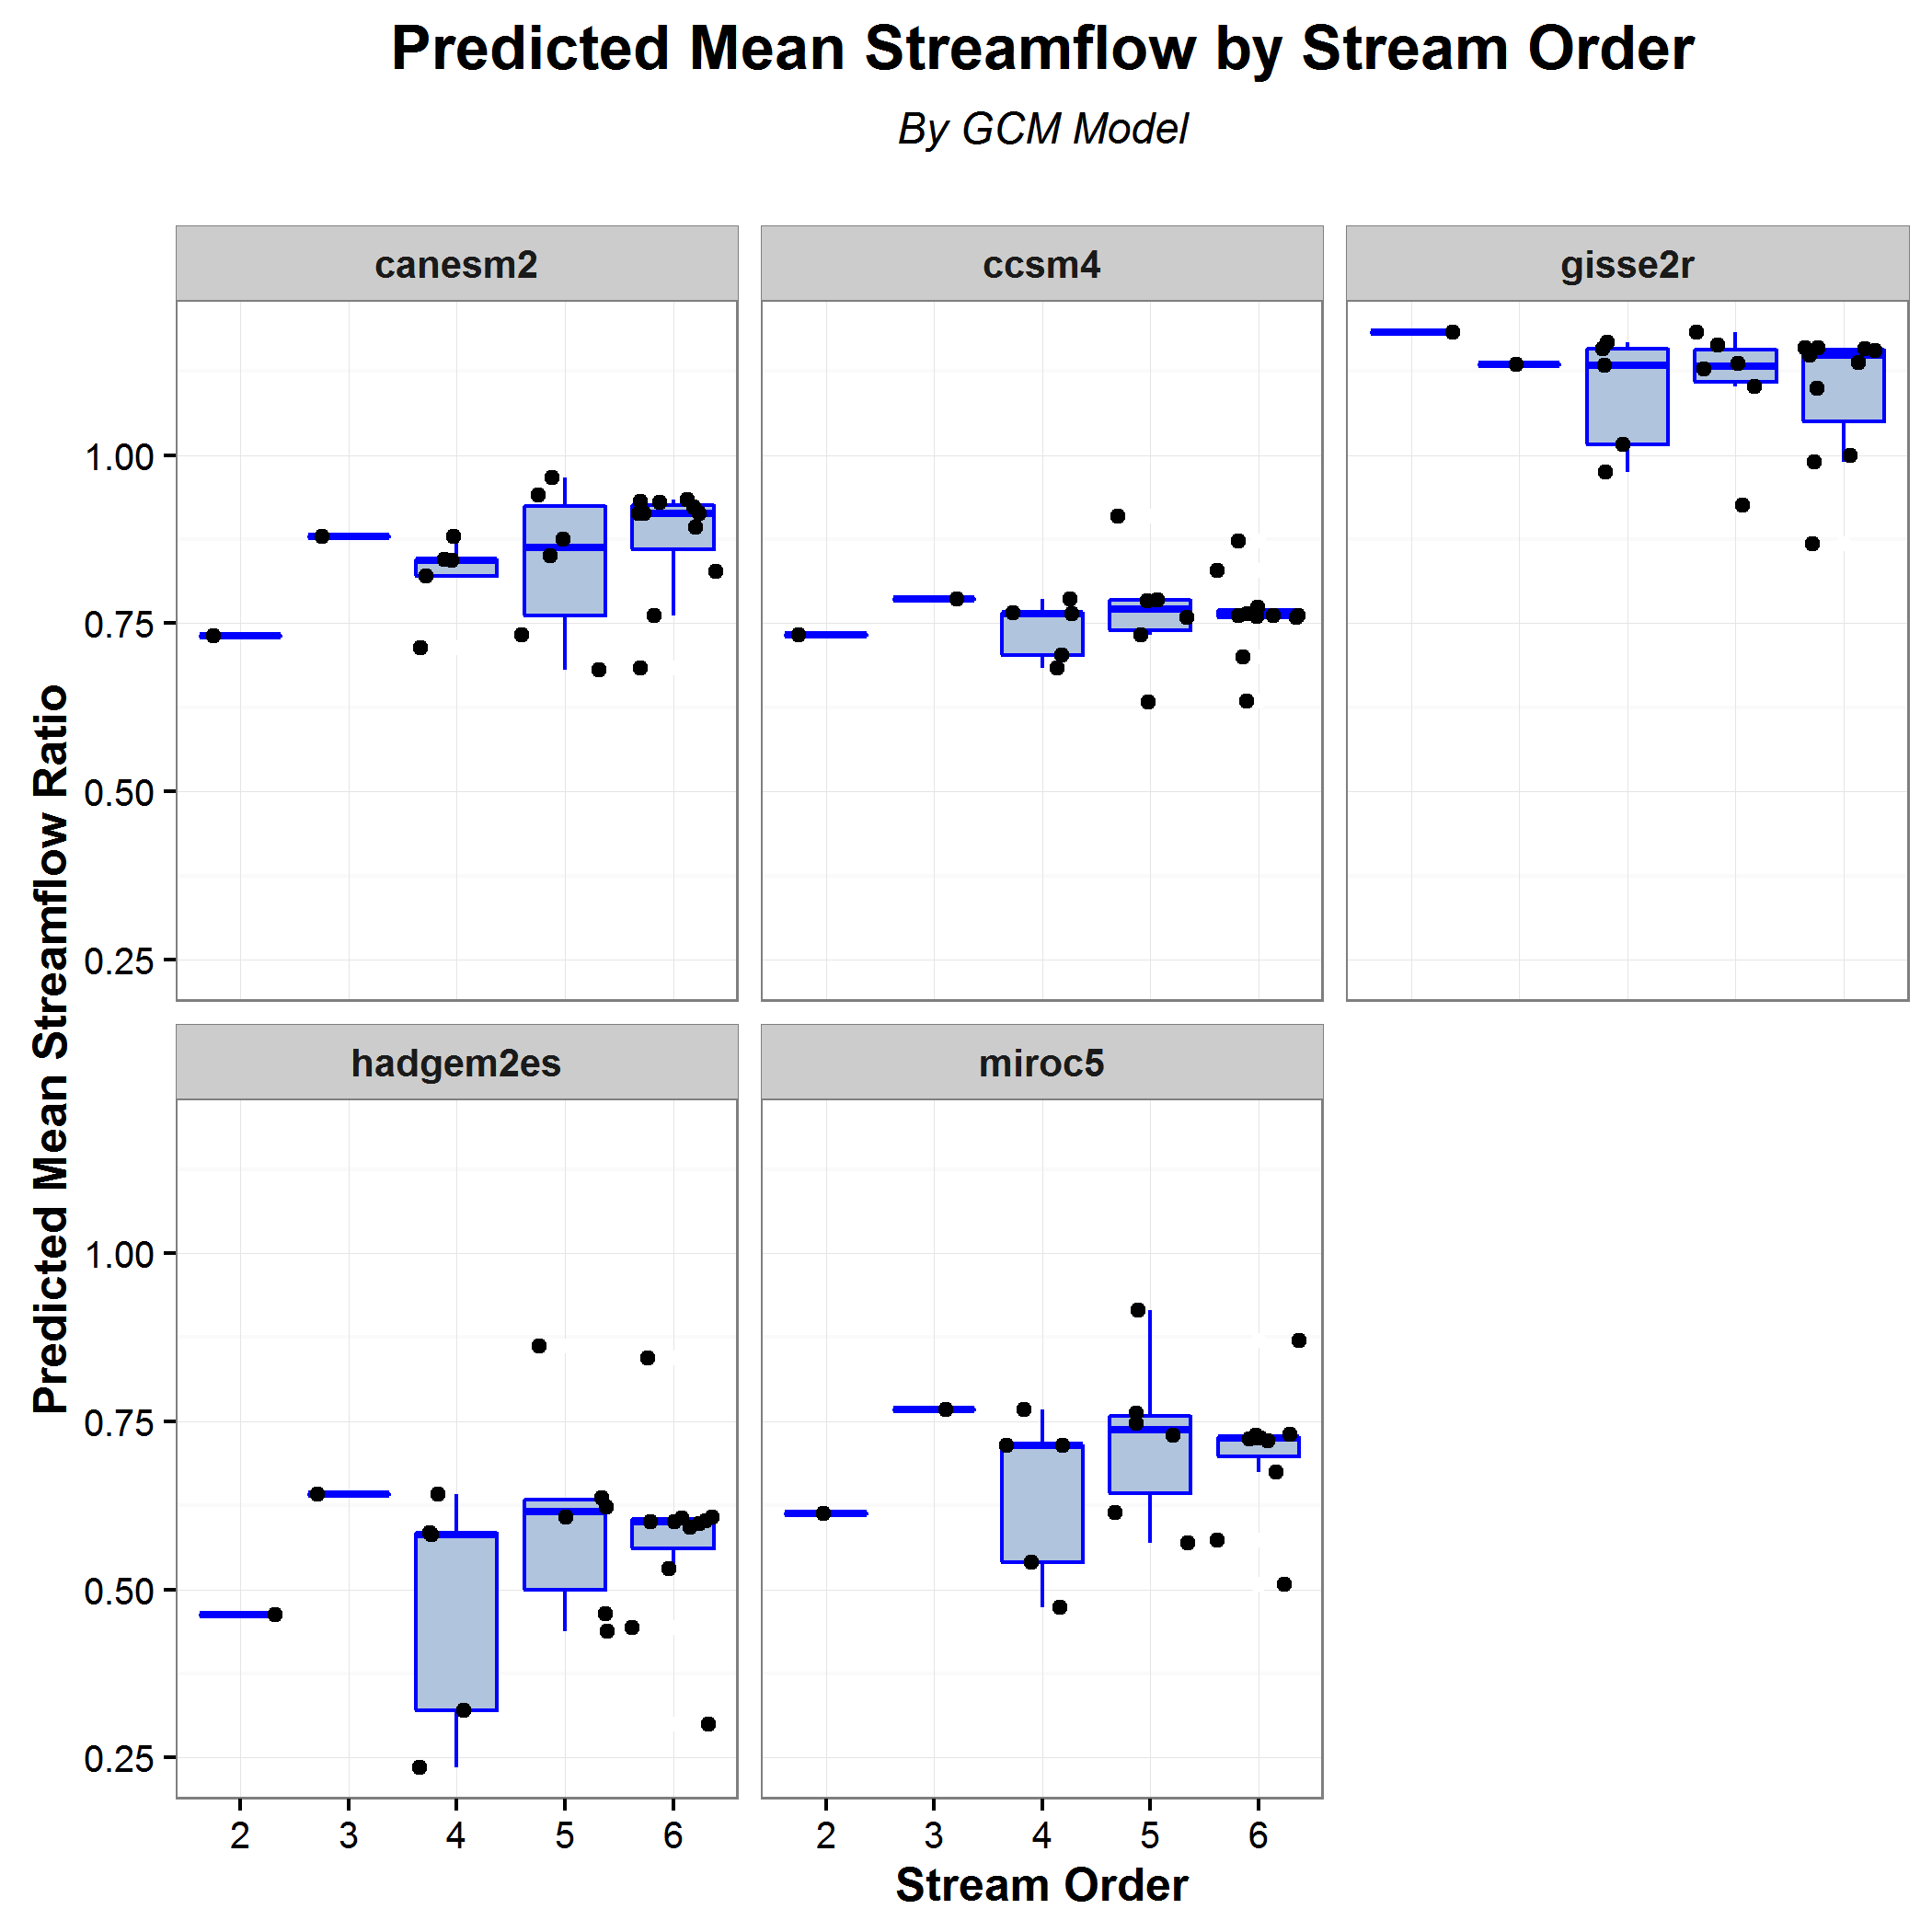 Predicted Mean Streamflow by Stream Order
By GCM Model
canesm2
ccsm4
gisse2r
1.00
0.75
0.50
0.25
Predicted Mean Streamflow Ratio
hadgem2es
miroc5
1.00
0.75
0.50
0.25
2 3 4 5 6
2 3 4 5 6
Stream Order